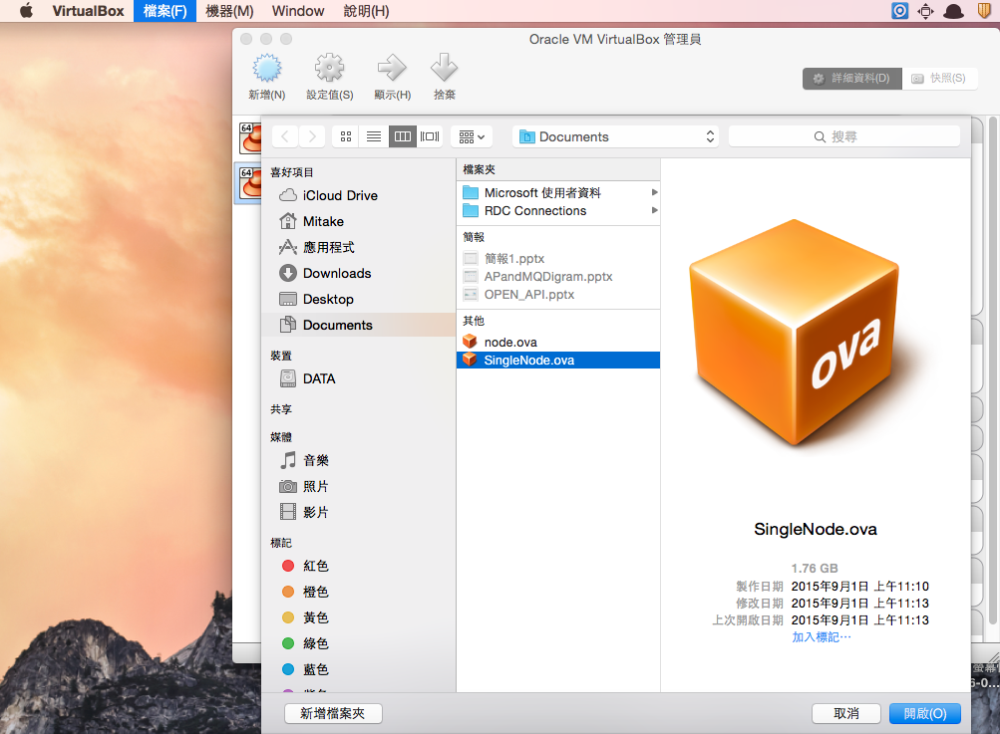 VirtualBox 檔案(F) 機器(M) Window 說明(H)
Oracle VM VirtualBox 管理員
新增(N) 設定值(S) 顯示(H) 捨棄
詳細資料(D) 快照(S)
64
64
Documents
搜尋
喜好項目
iCloud Drive
Mitake
應用程式
Downloads
Desktop
Documents
裝置
DATA
共享
媒體
音樂
照片
影片
標記
紅色
橙色
黃色
綠色
藍色
檔案夾
Microsoft 使用者資料
RDC Connections
簡報
簡報1.pptx
APandMQDigram.pptx
OPEN_API.pptx
其他
node.ova
SingleNode.ova
ova
SingleNode.ova
1.76 GB
製作日期 2015年9月1日 上午11:10
修改日期 2015年9月1日 上午11:13
上次開啟日期 2015年9月1日 上午11:13
加入標記…
新增檔案夾 取消 開啟(O)